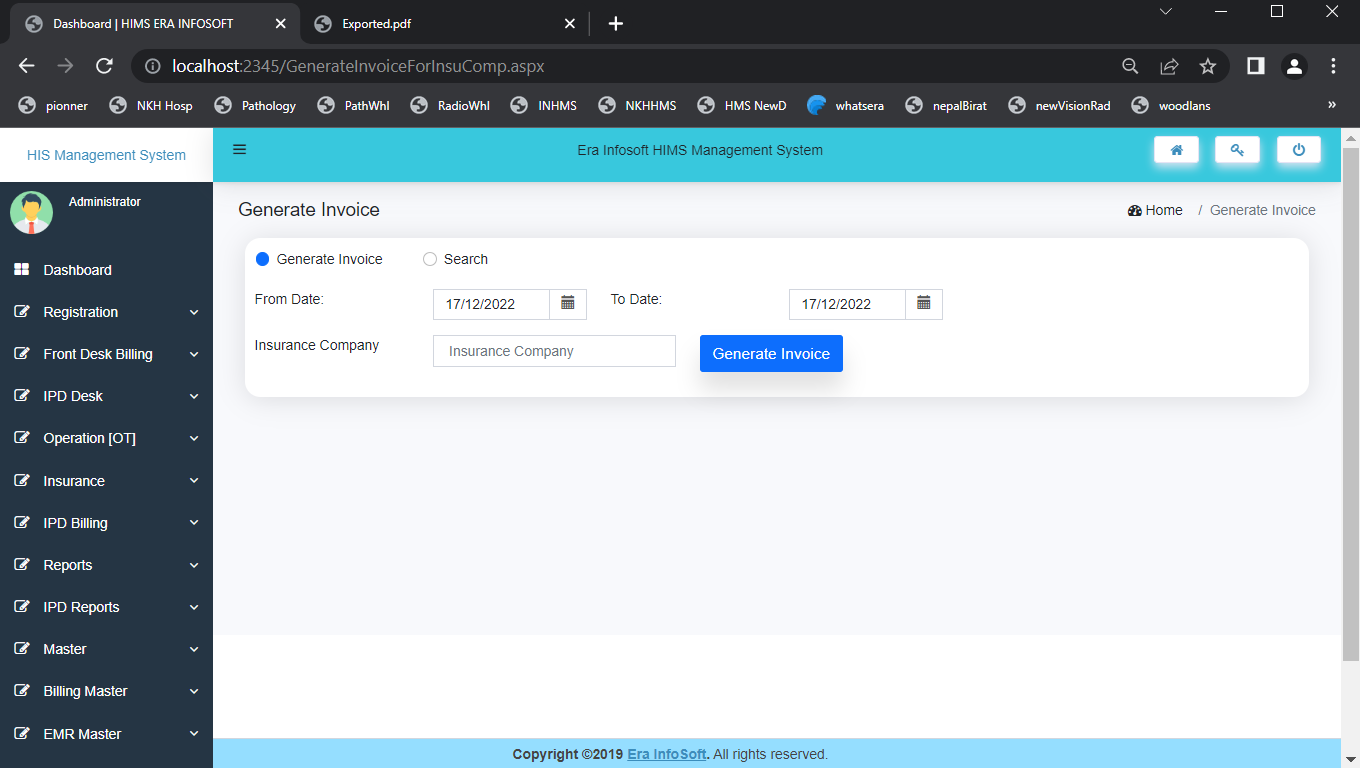 Dashboard | HIMS ERA INFOSOFT
Exported.pdf
localhost:2345/GenerateInvoiceForInsuComp.aspx
pionner NKH Hosp Pathology PathWhl RadioWhl INHMS NKHHMS HMS NewD whatsera nepalBirat newVisionRad woodlans »
HIS Management System
Era Infosoft HIMS Management System
Administrator
Generate Invoice
Home / Generate Invoice
Generate Invoice Search
From Date: 17/12/2022 To Date: 17/12/2022
Insurance Company Insurance Company Generate Invoice
Dashboard
Registration
Front Desk Billing
IPD Desk
Operation [OT]
Insurance
IPD Billing
Reports
IPD Reports
Master
Billing Master
EMR Master
Copyright ©2019 Era InfoSoft. All rights reserved.